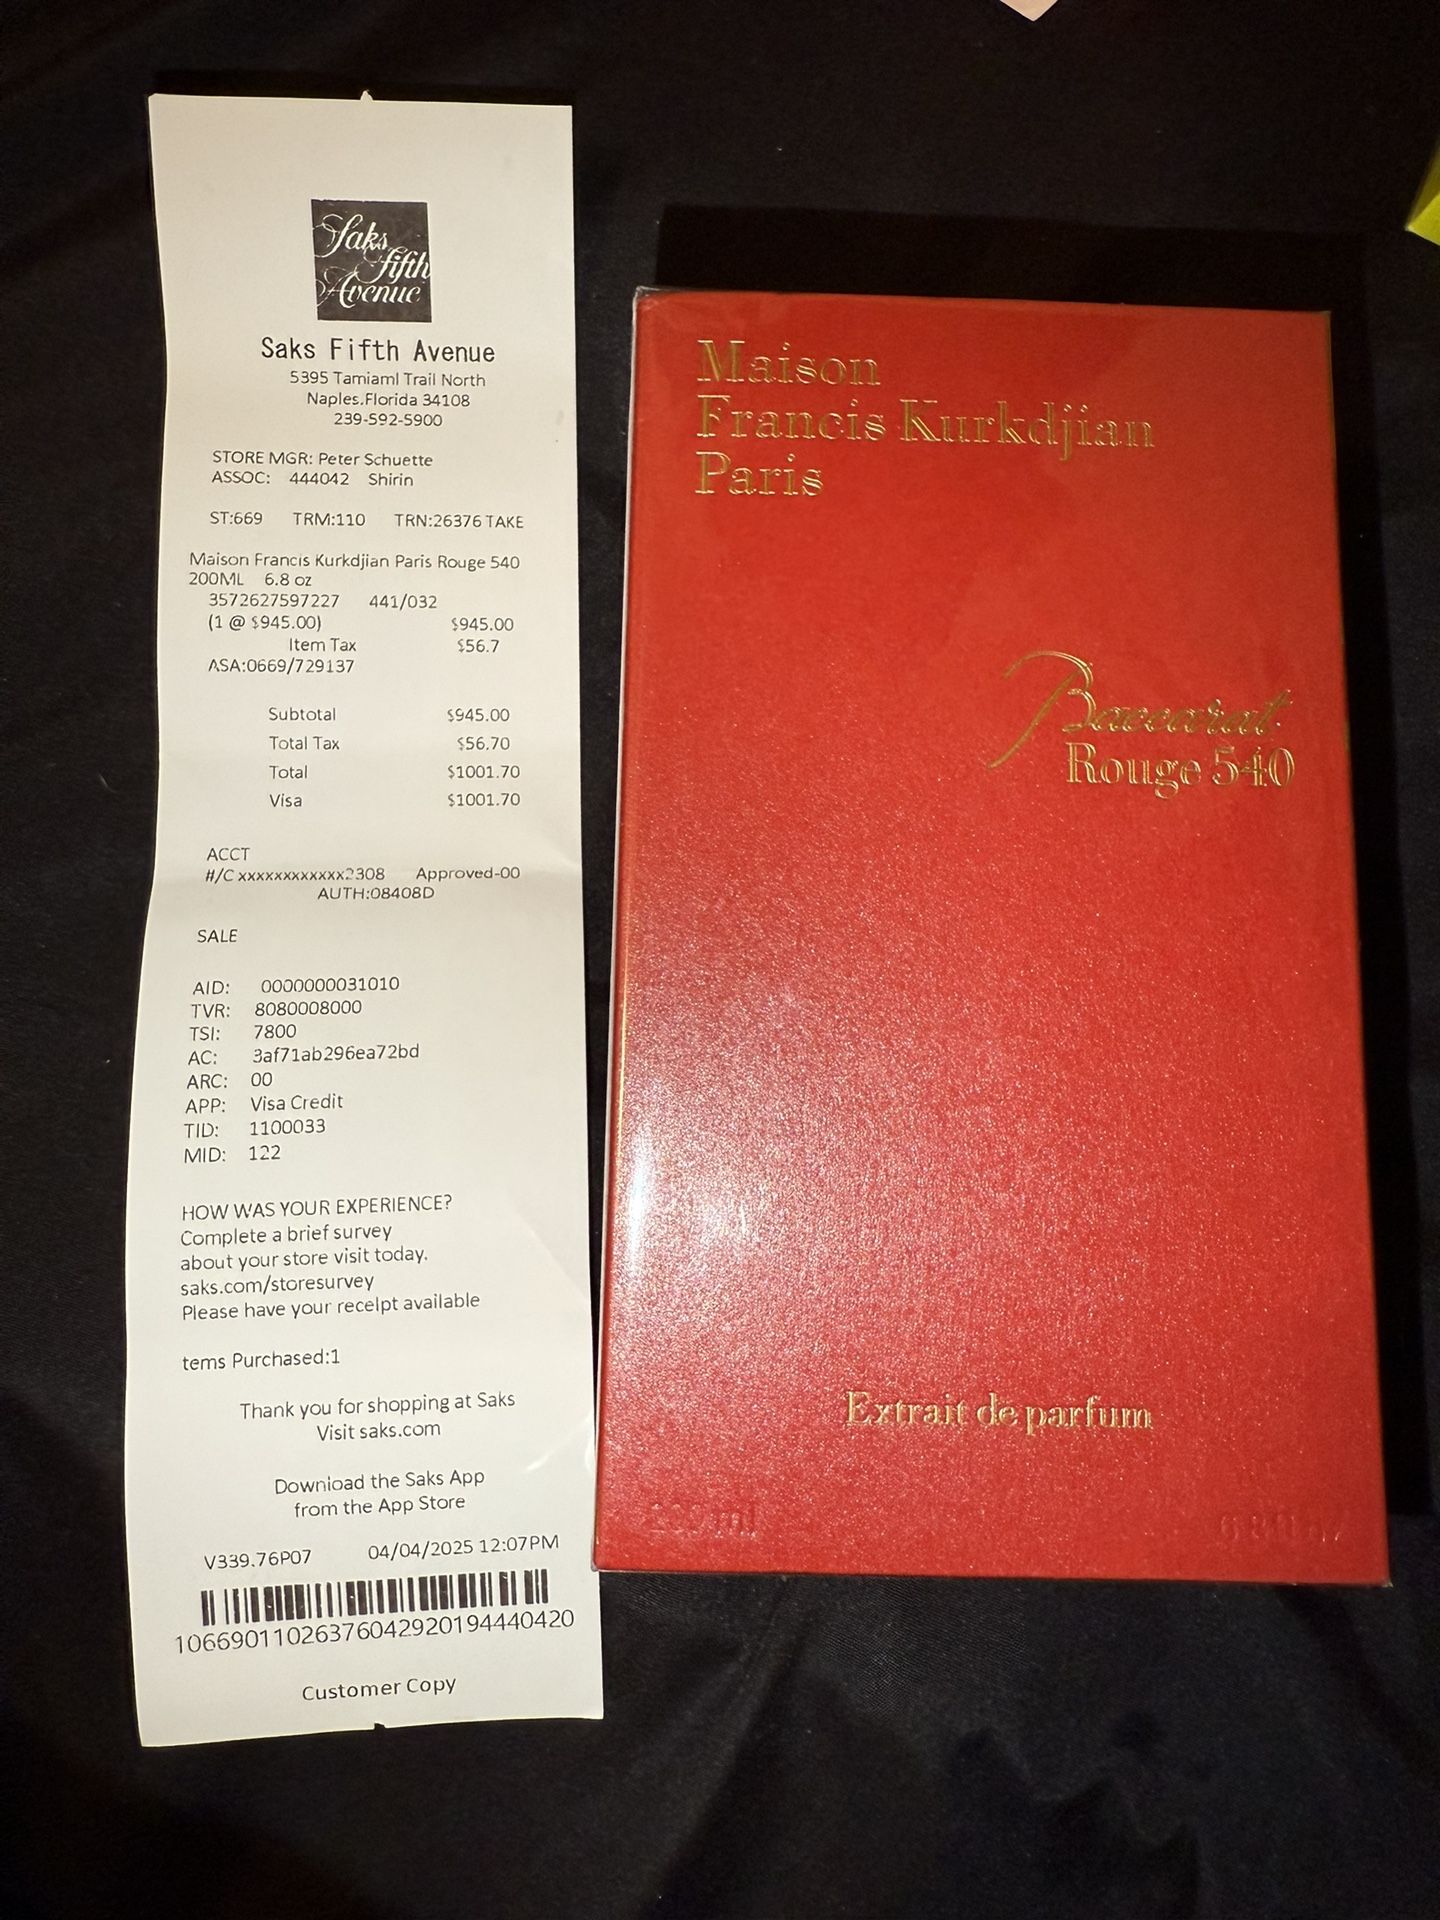 Saks
fifth
Avenue
Saks Fifth Avenue
5395 Tamiaml Trail North
Naples.Florida 34108
239-592-5900
STORE MGR: Peter Schuette
ASSOC: 444042 Shirin
ST:669 TRM:110 TRN:26376 TAKE
Maison Francis Kurkdjian Paris Rouge 540
200ML 6.8 oz
3572627597227 441/032
(1 @ $945.00) $945.00
Item Tax $56.7
ASA:0669/729137
Subtotal $945.00
Total Tax $56.70
Total $1001.70
Visa $1001.70
ACCT
#/C xxxxxxxxxxxx2308 Approved-00
AUTH:08408D
SALE
AID: 0000000031010
TVR: 8080008000
TSI: 7800
AC: 3af71ab296ea72bd
ARC: 00
APP: Visa Credit
TID: 1100033
MID: 122
HOW WAS YOUR EXPERIENCE?
Complete a brief survey
about your store visit today.
saks.com/storesurvey
Please have your recelpt avallable
tems Purchased:1
Thank you for shopping at Saks
Visit saks.com
Downioad the Saks App
from the App Store
V339.76P07 04/04/2025 12:07PM
10669011026376042920194440420
Customer Copy
Maison
Francis Kurkdjian
Paris
Baccarat
Rouge 540
Extrait de parfum
200 ml